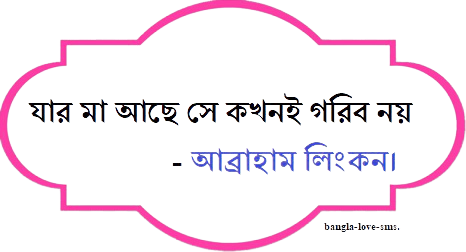 যার মা আছে সে কখনই গরিব নয়
- আব্রাহাম লিংকন।
bangla-love-sms.